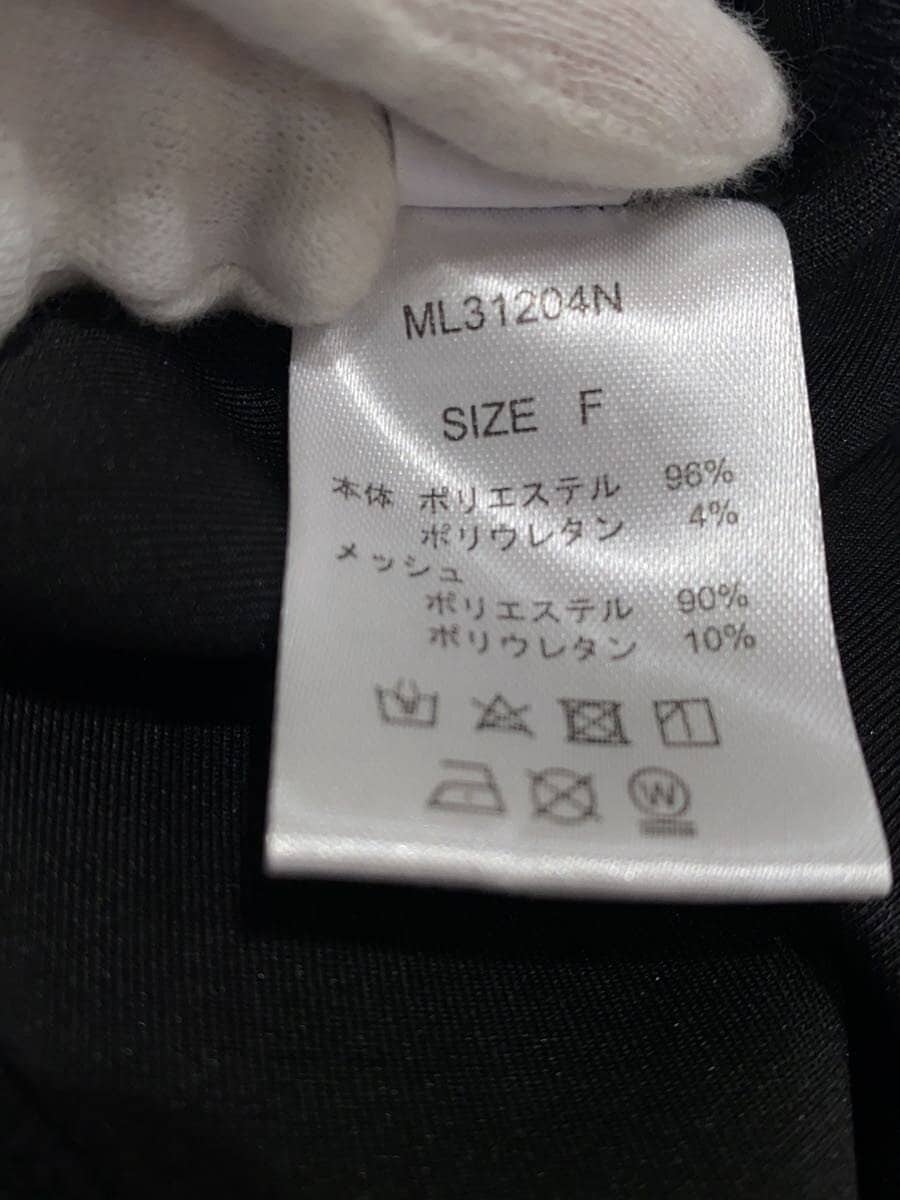 ML31204N
SIZE F
本体 ポリエステル 96%
ポリウレタン 4%
メッシュ
ポリエステル 90%
ポリウレタン 10%
W